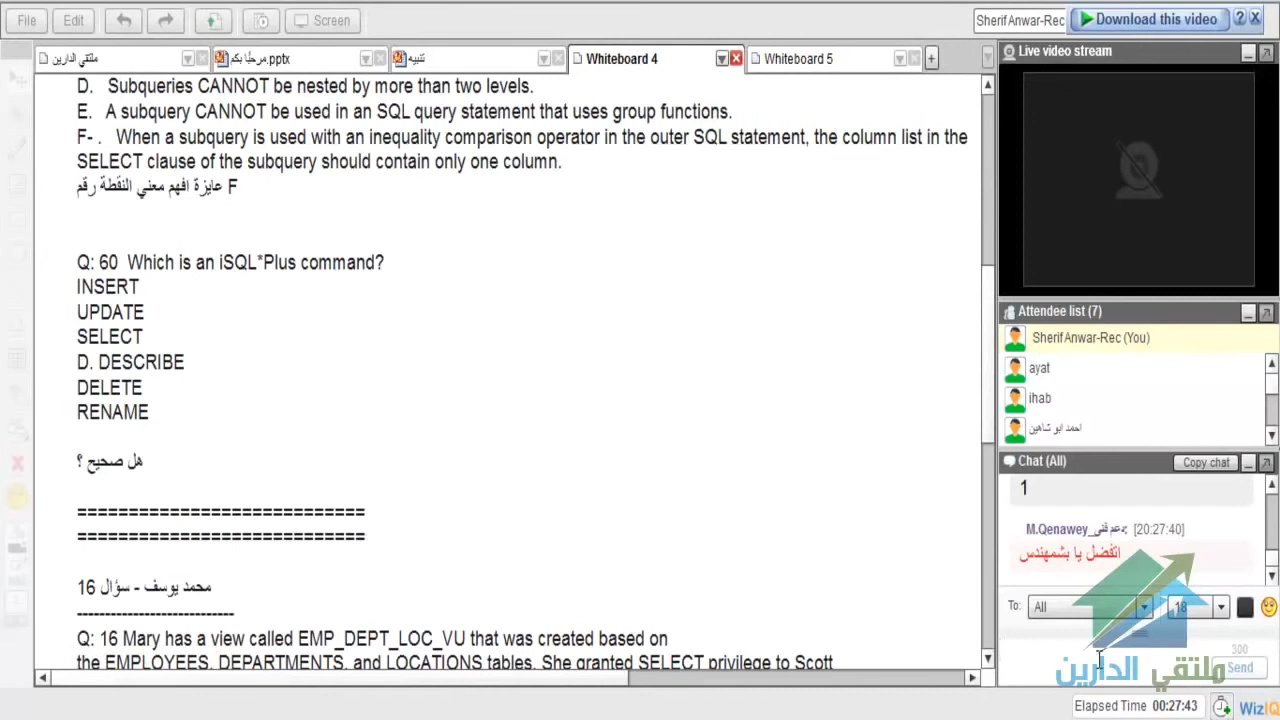 File
Edit
Screen
SherifAnwar-Rec
Download this video
?
X
ملتقي الدارين
مرحبًا بكم.pptx
تنبيه
Whiteboard 4
Whiteboard 5
+
Live video stream
D. Subqueries CANNOT be nested by more than two levels.
E. A subquery CANNOT be used in an SQL query statement that uses group functions.
F- . When a subquery is used with an inequality comparison operator in the outer SQL statement, the column list in the
SELECT clause of the subquery should contain only one column.
عايزة افهم معني النقطة رقم F
Q: 60 Which is an iSQL*Plus command?
INSERT
UPDATE
SELECT
D. DESCRIBE
DELETE
RENAME
هل صحيح ؟
============================
============================
محمد يوسف - سؤال 16
---------------------------
Q: 16 Mary has a view called EMP_DEPT_LOC_VU that was created based on
the EMPLOYEES, DEPARTMENTS, and LOCATIONS tables. She granted SELECT privilege to Scott
Attendee list (7)
SherifAnwar-Rec (You)
ayat
ihab
احمد ابو شاهين
Chat (All)
Copy chat
1
M.Qenawey_دعم فنى: [20:27:40]
اتفضل يا بشمهندس
To:
All
18
300
Send
ملتقي الدارين
Elapsed Time 00:27:43
WizIQ